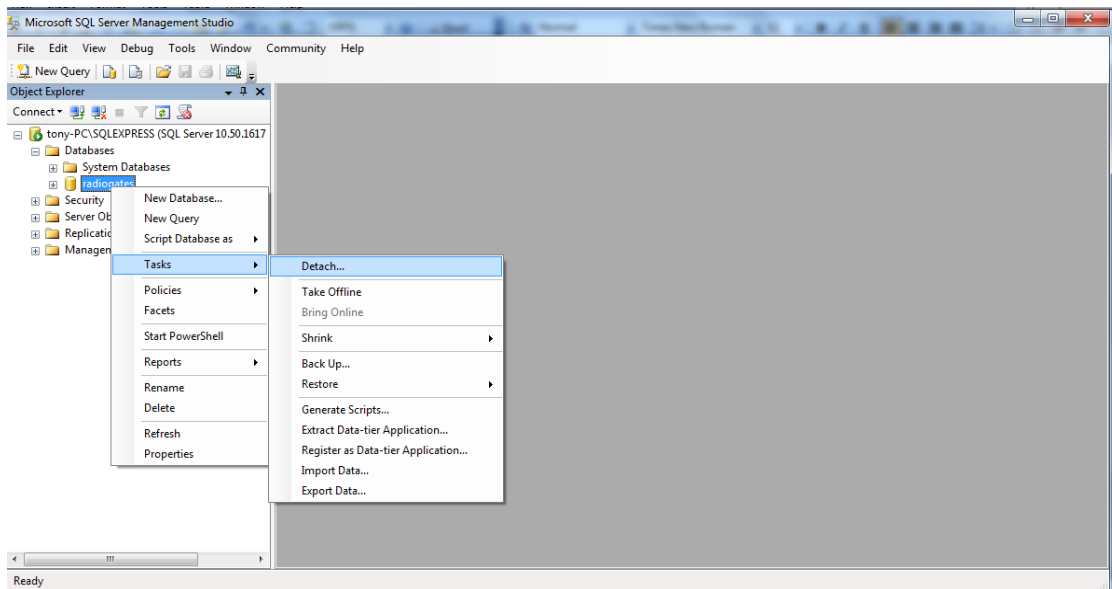 Microsoft SQL Server Management Studio
File Edit View Debug Tools Window Community Help
New Query
Object Explorer
Connect
tony-PC\SQLEXPRESS (SQL Server 10.50.1617
Databases
System Databases
radiogates
Security
Server Ob
Replicatio
Managen
New Database...
New Query
Script Database as
Tasks
Policies
Facets
Start PowerShell
Reports
Rename
Delete
Refresh
Properties
Detach...
Take Offline
Bring Online
Shrink
Back Up...
Restore
Generate Scripts...
Extract Data-tier Application...
Register as Data-tier Application...
Import Data...
Export Data...
Ready